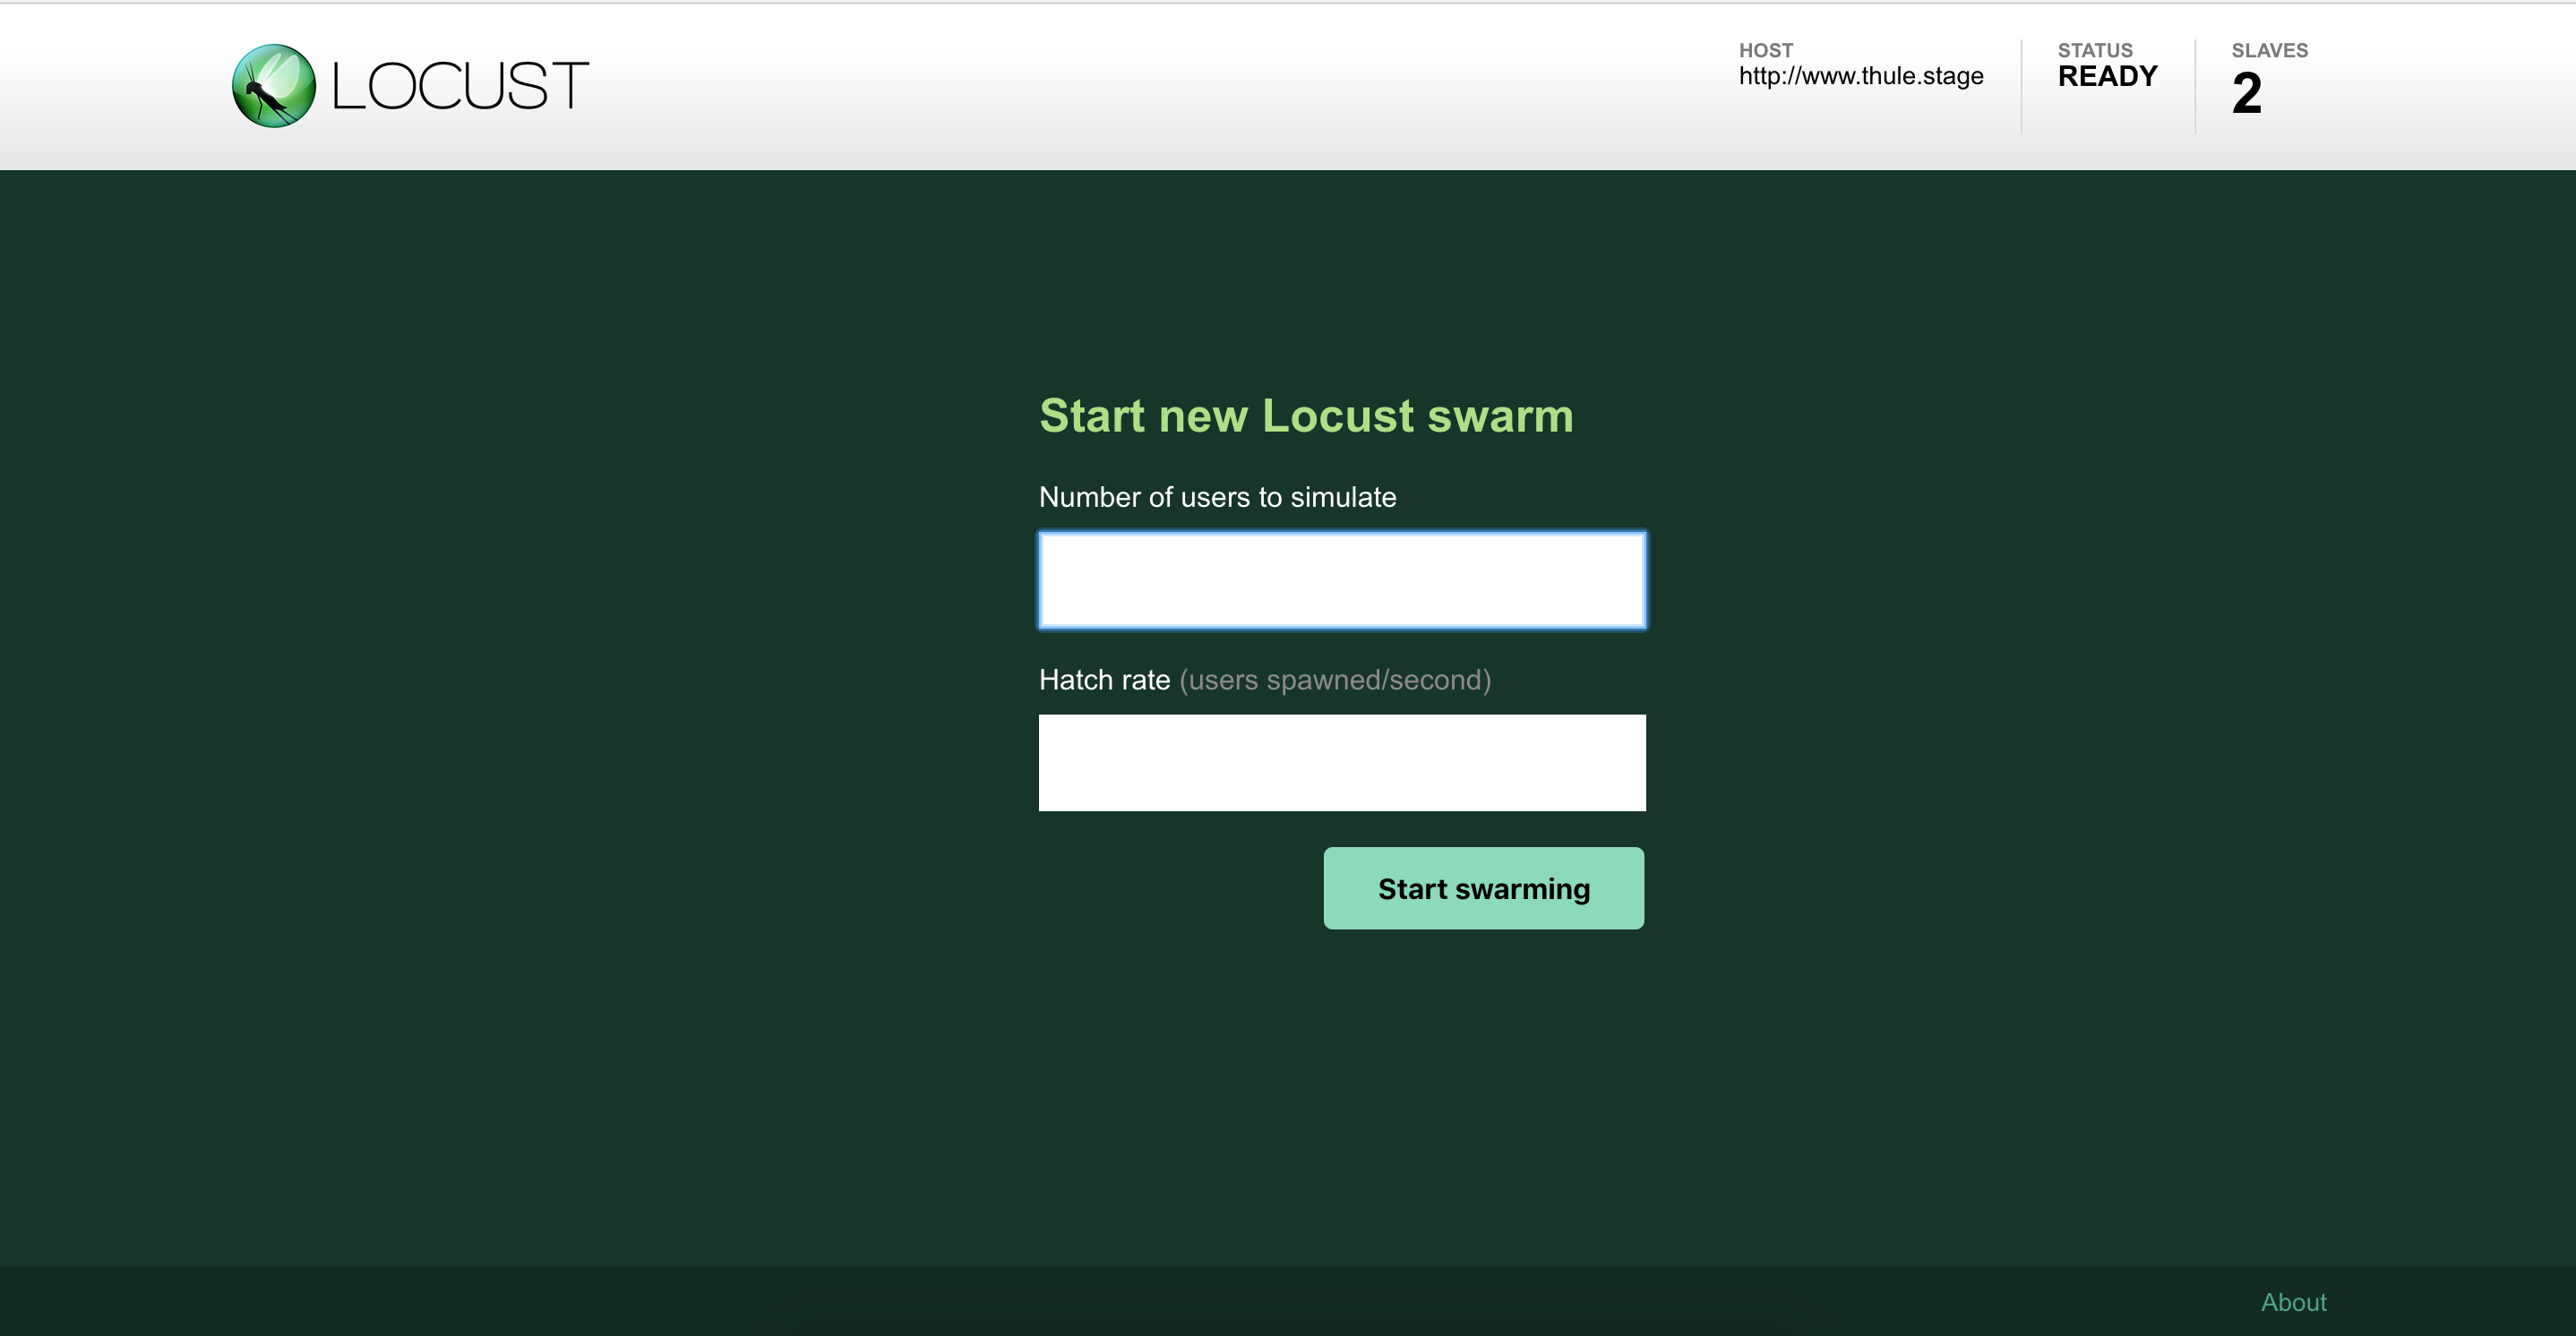 LOCUST
HOST
http://www.thule.stage
STATUS
READY
SLAVES
2
Start new Locust swarm
Number of users to simulate
Hatch rate (users spawned/second)
Start swarming
About